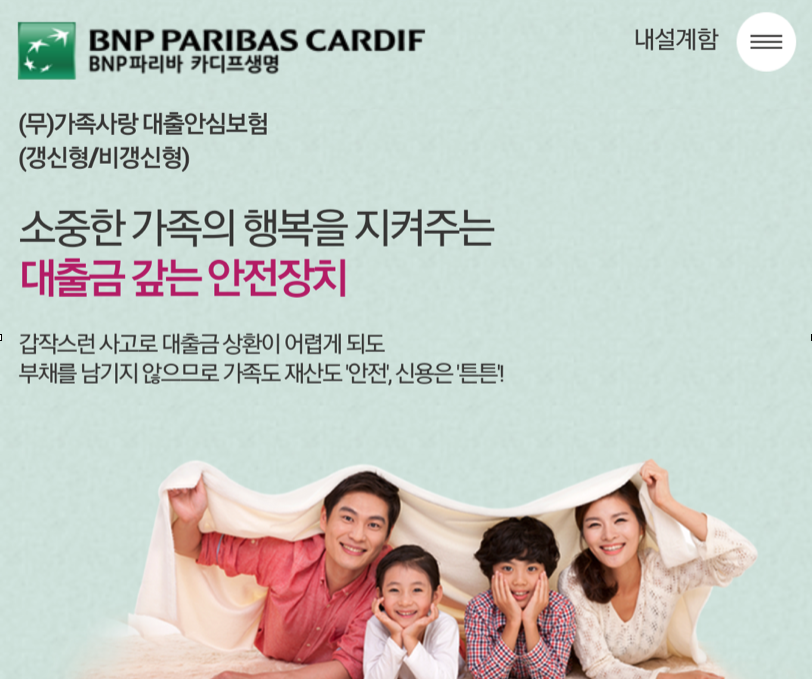 BNP PARIBAS CARDIF
BNP파리바 카디프생명
내설계함
(무)가족사랑 대출안심보험
(갱신형/비갱신형)
소중한 가족의 행복을 지켜주는
대출금 갚는 안전장치
갑작스런 사고로 대출금 상환이 어렵게 되도
부채를 남기지 않으므로 가족도 재산도 '안전', 신용은 '튼튼'!